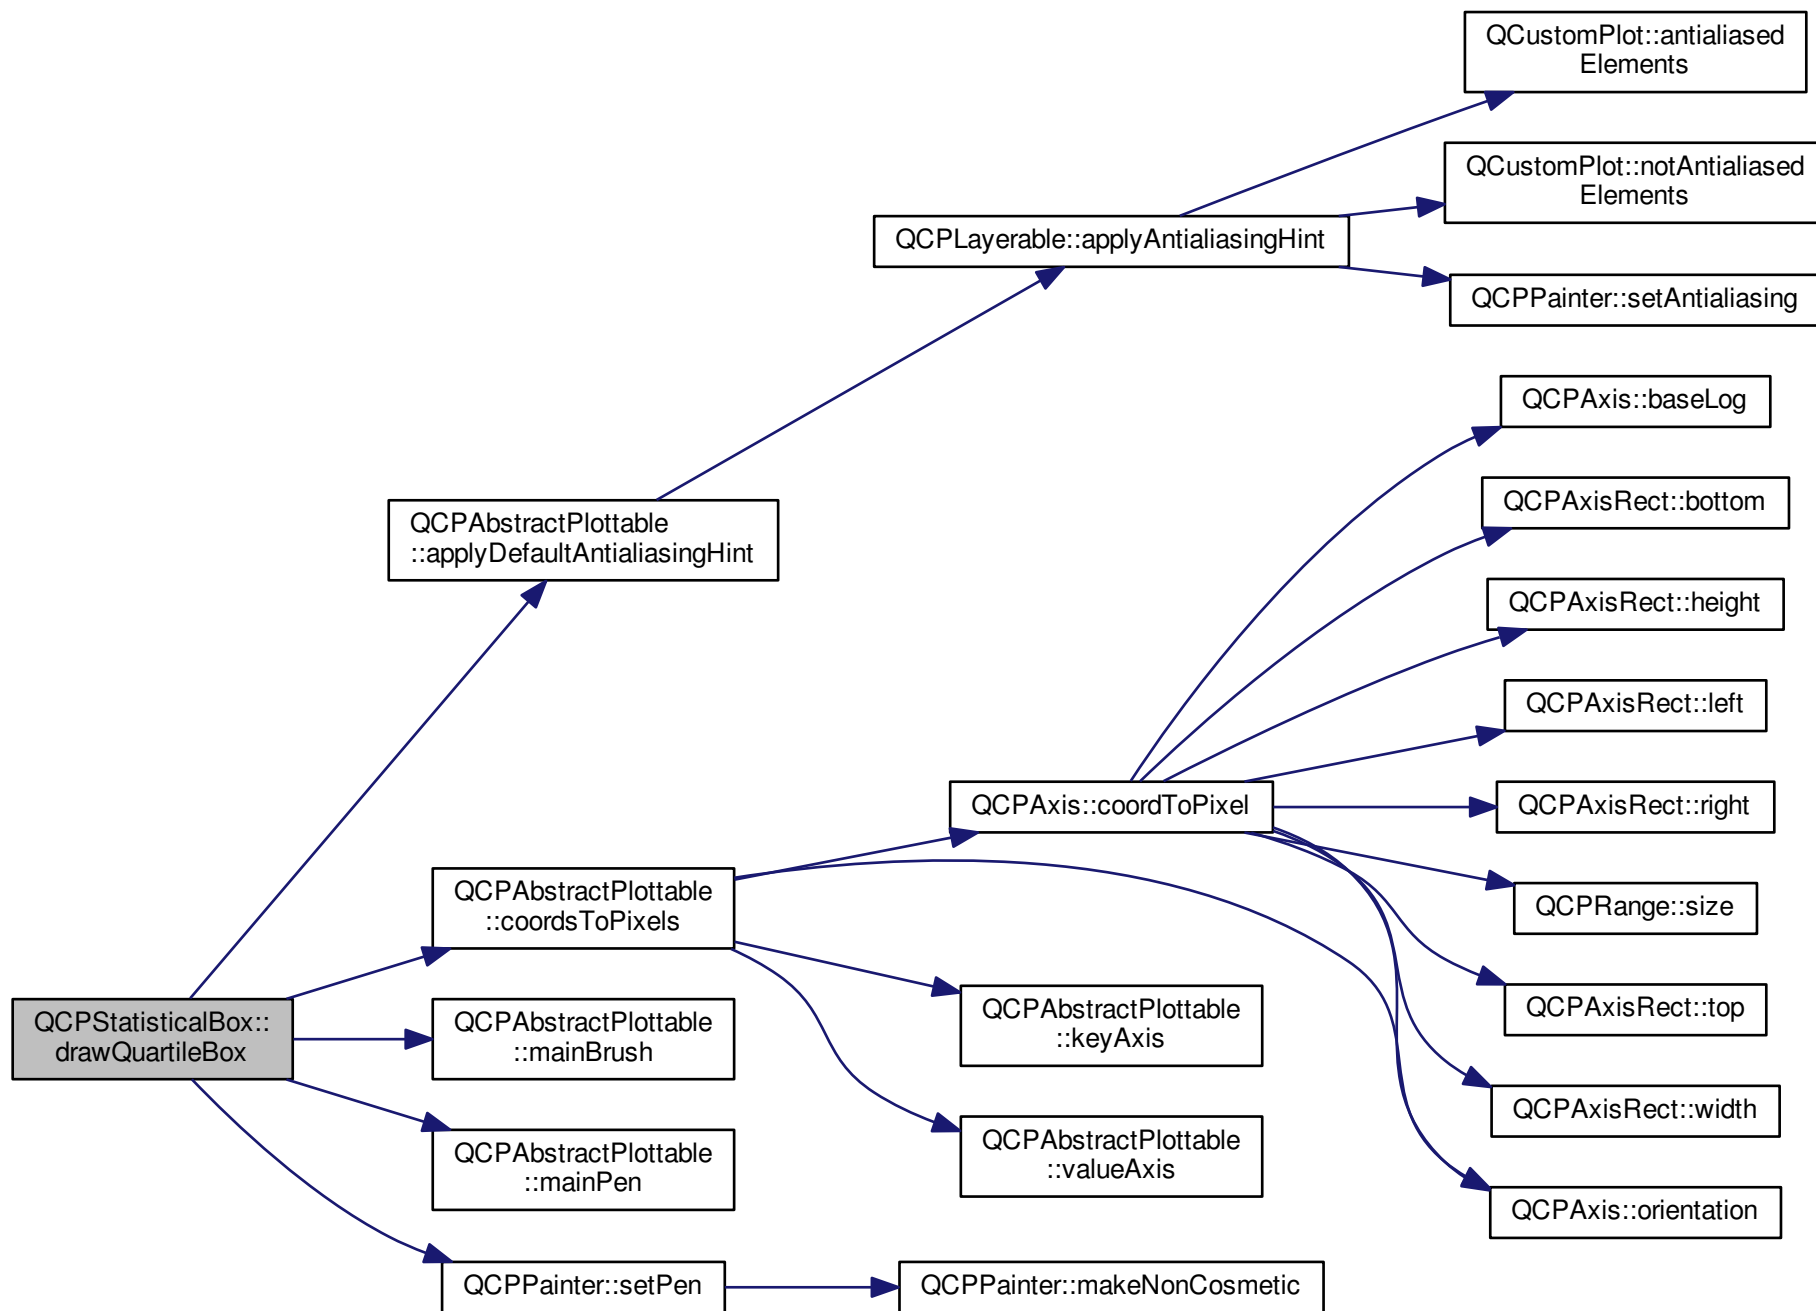 QCustomPlot::antialiased
Elements
QCustomPlot::notAntialiased
Elements
QCPLayerable::applyAntialiasingHint
QCPPainter::setAntialiasing
QCPAxis::baseLog
QCPAxisRect::bottom
QCPAbstractPlottable
::applyDefaultAntialiasingHint
QCPAxisRect::height
QCPAxisRect::left
QCPAxis::coordToPixel
QCPAxisRect::right
QCPAbstractPlottable
::coordsToPixels
QCPRange::size
QCPAxisRect::top
QCPStatisticalBox::
drawQuartileBox
QCPAbstractPlottable
::mainBrush
QCPAbstractPlottable
::keyAxis
QCPAxisRect::width
QCPAbstractPlottable
::mainPen
QCPAbstractPlottable
::valueAxis
QCPAxis::orientation
QCPPainter::setPen
QCPPainter::makeNonCosmetic